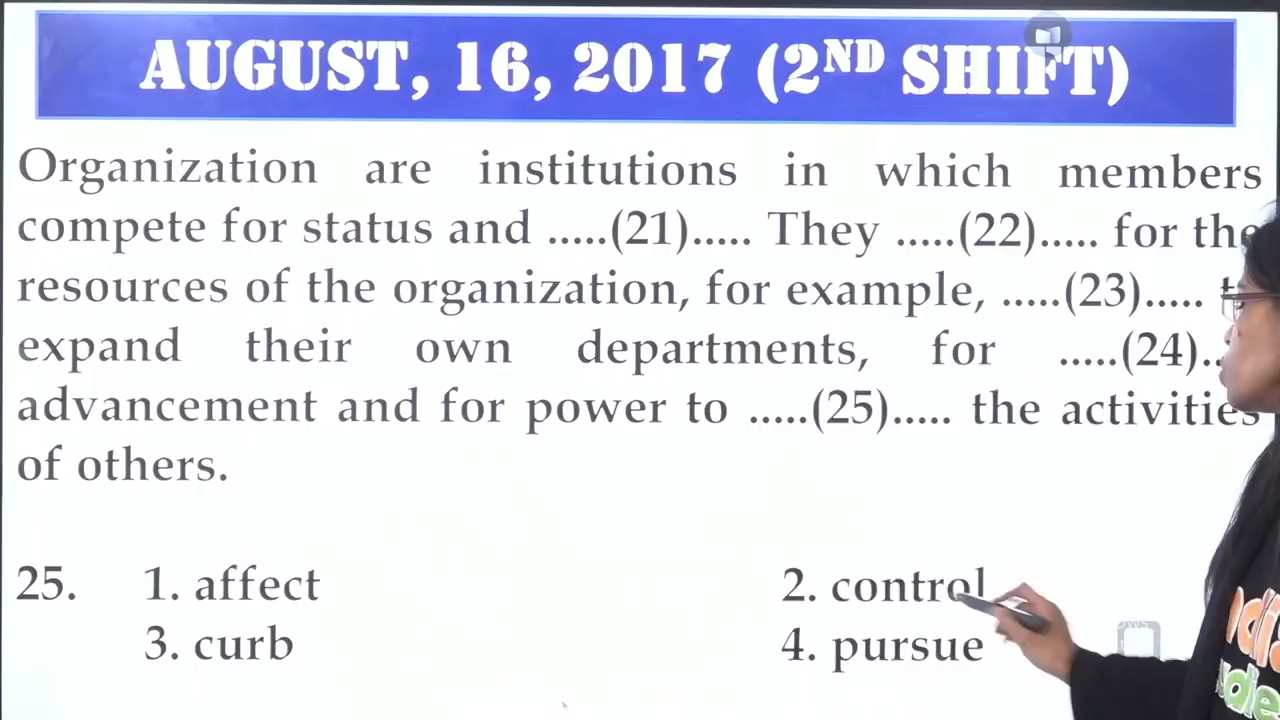 AUGUST, 16, 2017 (2ND SHIFT)
Organization are institutions in which members
compete for status and .....(21)..... They .....(22)..... for the
resources of the organization, for example, .....(23).....
expand their own departments, for .....(24)..
advancement and for power to .....(25)..... the activities
of others.
25. 1. affect 2. control
3. curb 4. pursue